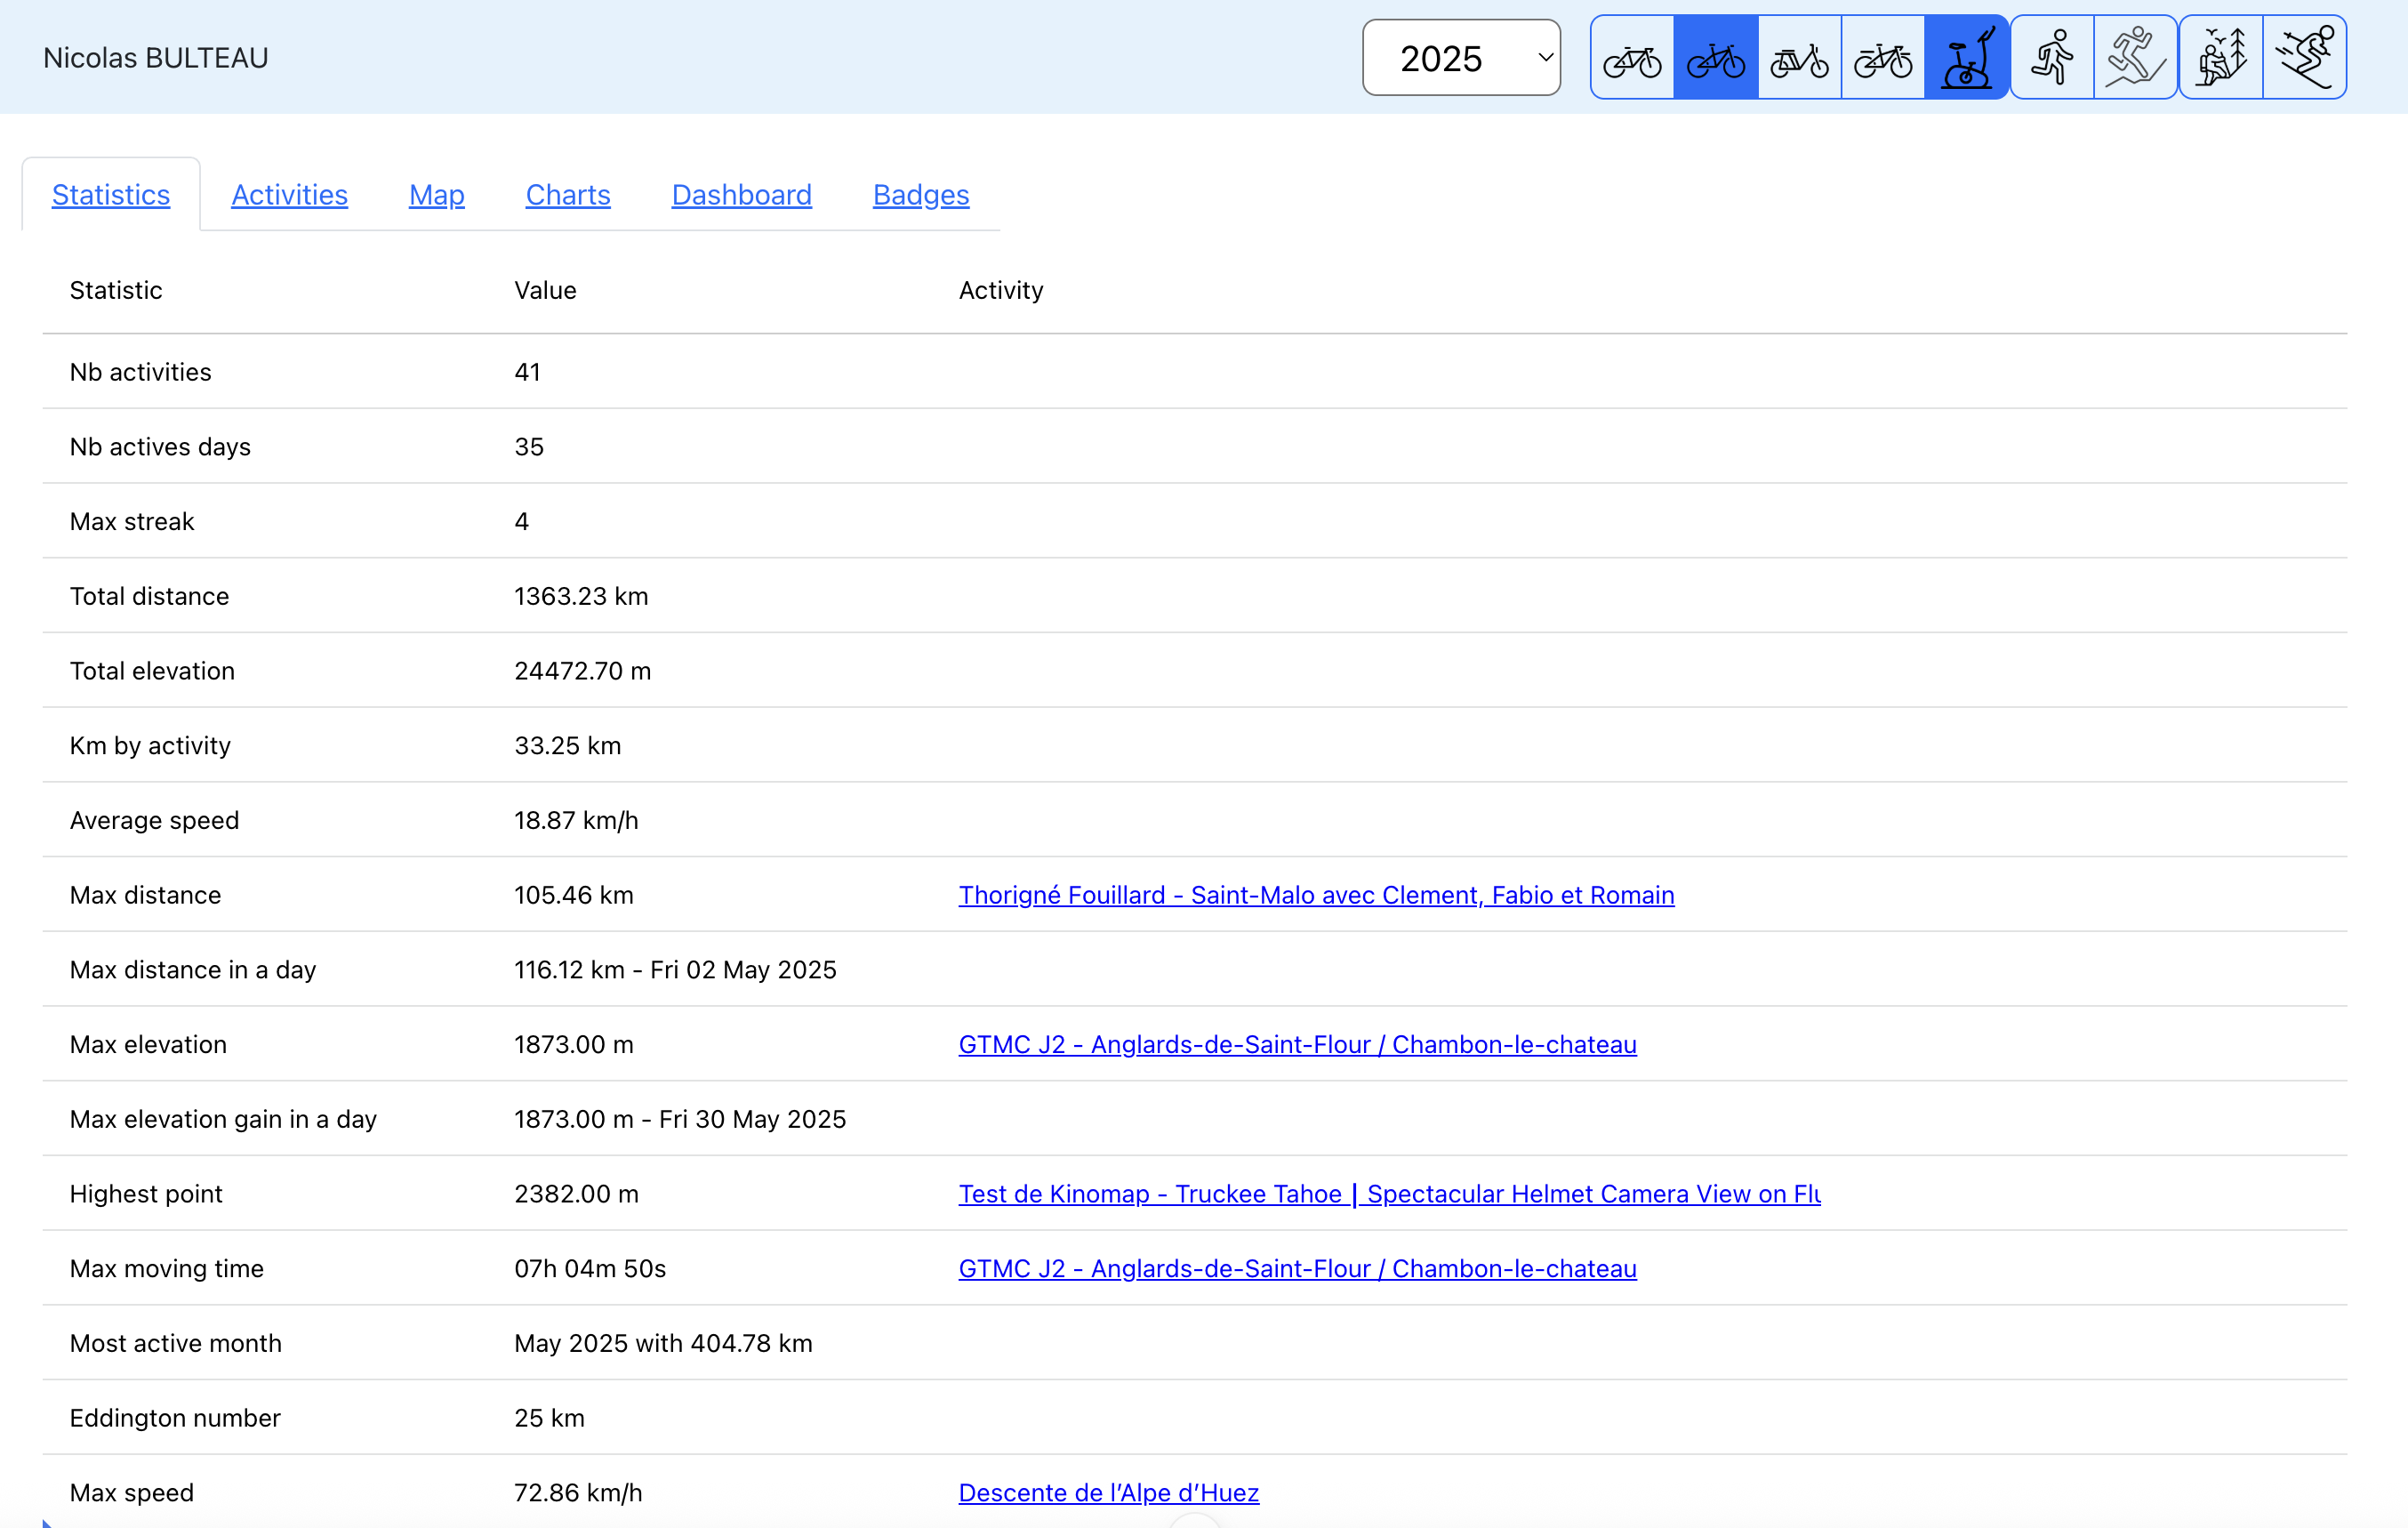 Nicolas BULTEAU
2025
Statistics Activities Map Charts Dashboard Badges
Statistic Value Activity
Nb activities 41
Nb actives days 35
Max streak 4
Total distance 1363.23 km
Total elevation 24472.70 m
Km by activity 33.25 km
Average speed 18.87 km/h
Max distance 105.46 km Thorigné Fouillard - Saint-Malo avec Clement, Fabio et Romain
Max distance in a day 116.12 km - Fri 02 May 2025
Max elevation 1873.00 m GTMC J2 - Anglards-de-Saint-Flour / Chambon-le-chateau
Max elevation gain in a day 1873.00 m - Fri 30 May 2025
Highest point 2382.00 m Test de Kinomap - Truckee Tahoe | Spectacular Helmet Camera View on
Max moving time 07h 04m 50s GTMC J2 - Anglards-de-Saint-Flour / Chambon-le-chateau
Most active month May 2025 with 404.78 km
Eddington number 25 km
Max speed 72.86 km/h Descente de l’Alpe d’Huez